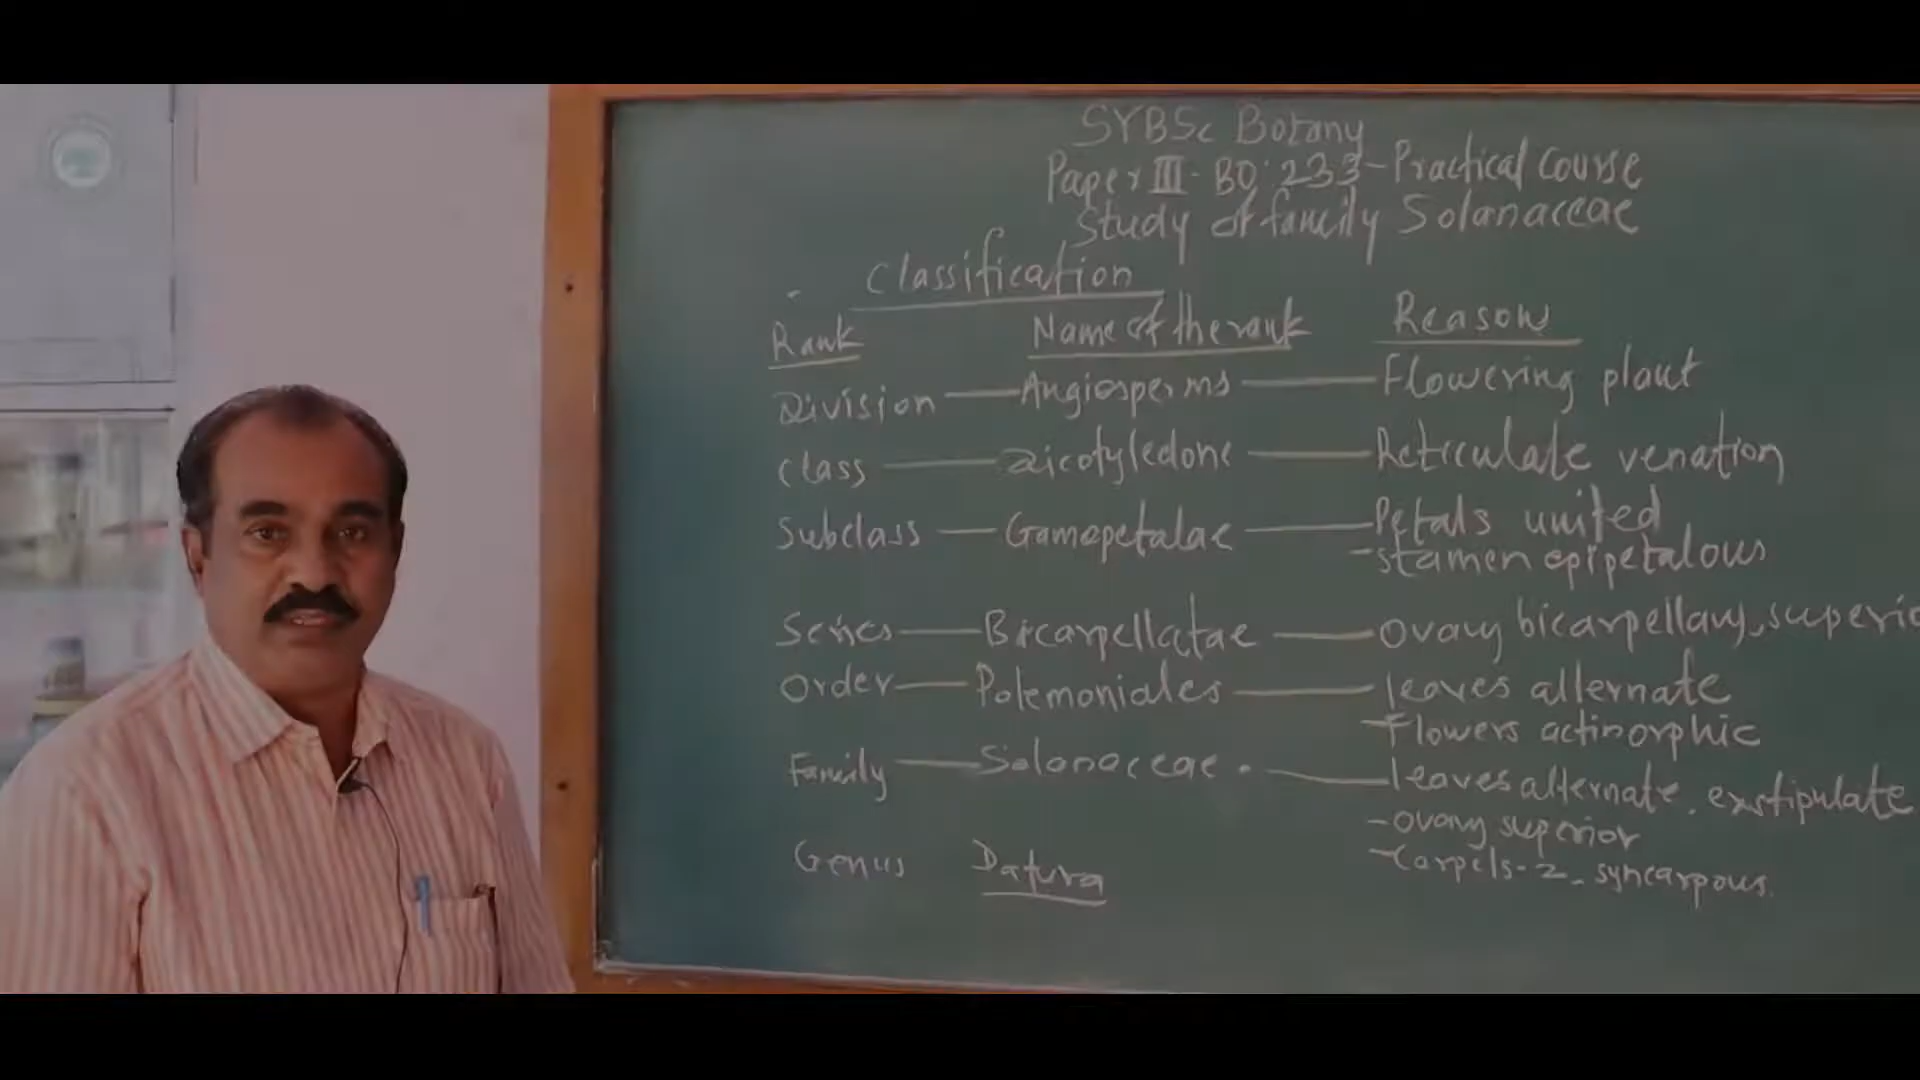 SYBSc Botany
Paper III - BO: 233 - Practical Course
Study of family Solanaceae
Classification
Rank Name of the rank Reason
Division — Angiosperms — Flowering plant
Class — Dicotyledone — Reticulate venation
Subclass — Gamopetalae — Petals united
- stamen epipetalous
Series — Bicarpellatae — Ovary bicarpellary, superio
Order — Polemoniales — leaves alternate
- Flowers actinorphic
Family — Solanaceae . — leaves alternate, exstipulate
- ovary superior
- Carpels - 2 - syncarpous.
Genus Datura